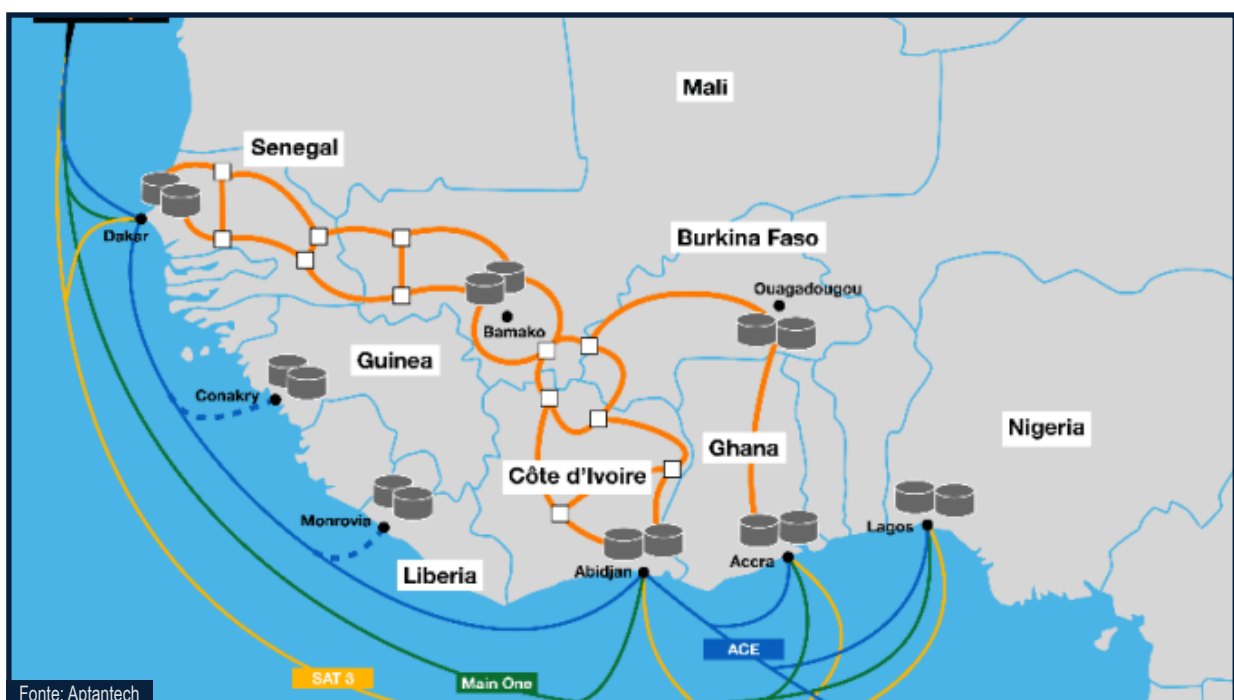 Mali
Senegal
Burkina Faso
Dakar
Ouagadougou
Bamako
Guinea
Conakry
Nigeria
Ghana
Côte d'Ivoire
Monrovia
Lagos
Accra
Liberia
Abidjan
ACE
SAT 3
Main One
Fonte: Aptantech